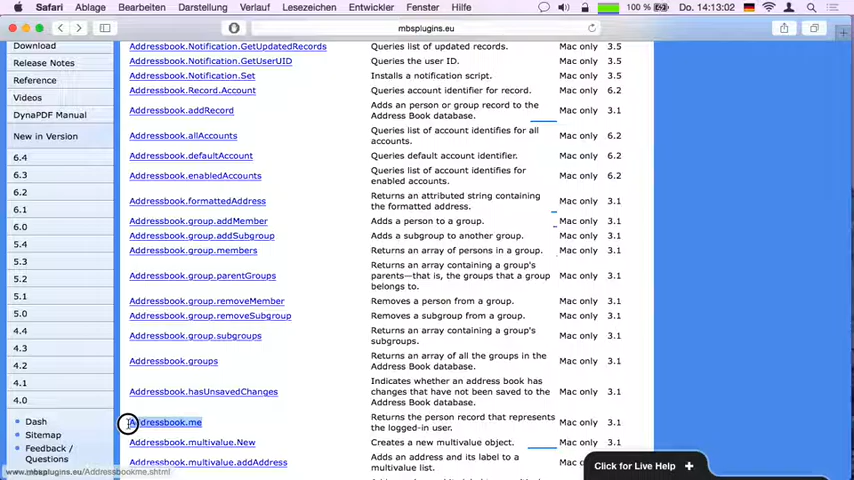 Safari Ablage Bearbeiten Darstellung Verlauf Lesezeichen Entwickler Fenster Hilfe 100 % Do. 14:13:02
mbsplugins.eu
Download
Release Notes
Reference
Videos
DynaPDF Manual
New in Version
6.4
6.3
6.2
6.1
6.0
5.4
5.3
5.2
5.1
5.0
4.4
4.3
4.2
4.1
4.0
Dash
Sitemap
Feedback /
Questions
Addressbook.Notification.GetUpdatedRecords Queries list of updated records. Mac only 3.5
Addressbook.Notification.GetUserUID Queries the user ID. Mac only 3.5
Addressbook.Notification.Set Installs a notification script. Mac only 3.5
Addressbook.Record.Account Queries account identifier for record. Mac only 6.2
Addressbook.addRecord Adds an person or group record to the
Address Book database. Mac only 3.1
Addressbook.allAccounts Queries list of account identifies for all
accounts. Mac only 6.2
Addressbook.defaultAccount Queries default account identifier. Mac only 6.2
Addressbook.enabledAccounts Queries list of account identifies for
enabled accounts. Mac only 6.2
Addressbook.formattedAddress Returns an attributed string containing
the formatted address. Mac only 3.1
Addressbook.group.addMember Adds a person to a group. Mac only 3.1
Addressbook.group.addSubgroup Adds a subgroup to another group. Mac only 3.1
Addressbook.group.members Returns an array of persons in a group. Mac only 3.1
Addressbook.group.parentGroups Returns an array containing a group's
parents—that is, the groups that a group
belongs to. Mac only 3.1
Addressbook.group.removeMember Removes a person from a group. Mac only 3.1
Addressbook.group.removeSubgroup Removes a subgroup from a group. Mac only 3.1
Addressbook.group.subgroups Returns an array containing a group's
subgroups. Mac only 3.1
Addressbook.groups Returns an array of all the groups in the
Address Book database. Mac only 3.1
Addressbook.hasUnsavedChanges Indicates whether an address book has
changes that have not been saved to the
Address Book database. Mac only 3.1
Addressbook.me Returns the person record that represents
the logged-in user. Mac only 3.1
Addressbook.multivalue.New Creates a new multivalue object. Mac only 3.1
Addressbook.multivalue.addAddress Adds an address and its label to a
multivalue list. Mac only
Click for Live Help +
www.mbsplugins.eu/Addressbookme.shtml